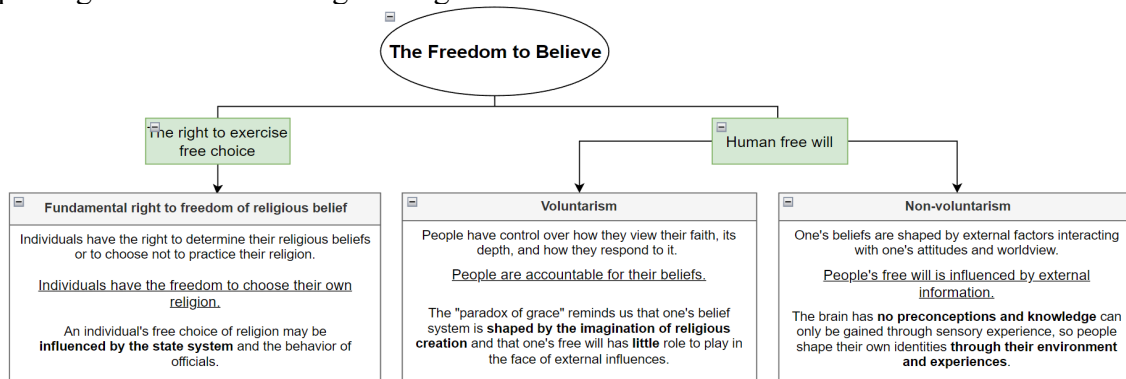 The Freedom to Believe
The right to exercise
free choice
Human free will
Fundamental right to freedom of religious belief
Individuals have the right to determine their religious beliefs
or to choose not to practice their religion.
Individuals have the freedom to choose their own
religion.
An individual's free choice of religion may be
influenced by the state system and the behavior of
officials.
Voluntarism
People have control over how they view their faith, its
depth, and how they respond to it.
People are accountable for their beliefs.
The "paradox of grace" reminds us that one's belief
system is shaped by the imagination of religious
creation and that one's free will has little role to play in
the face of external influences.
Non-voluntarism
One's beliefs are shaped by external factors interacting
with one's attitudes and worldview.
People's free will is influenced by external
information.
The brain has no preconceptions and knowledge can
only be gained through sensory experience, so people
shape their own identities through their environment
and experiences.